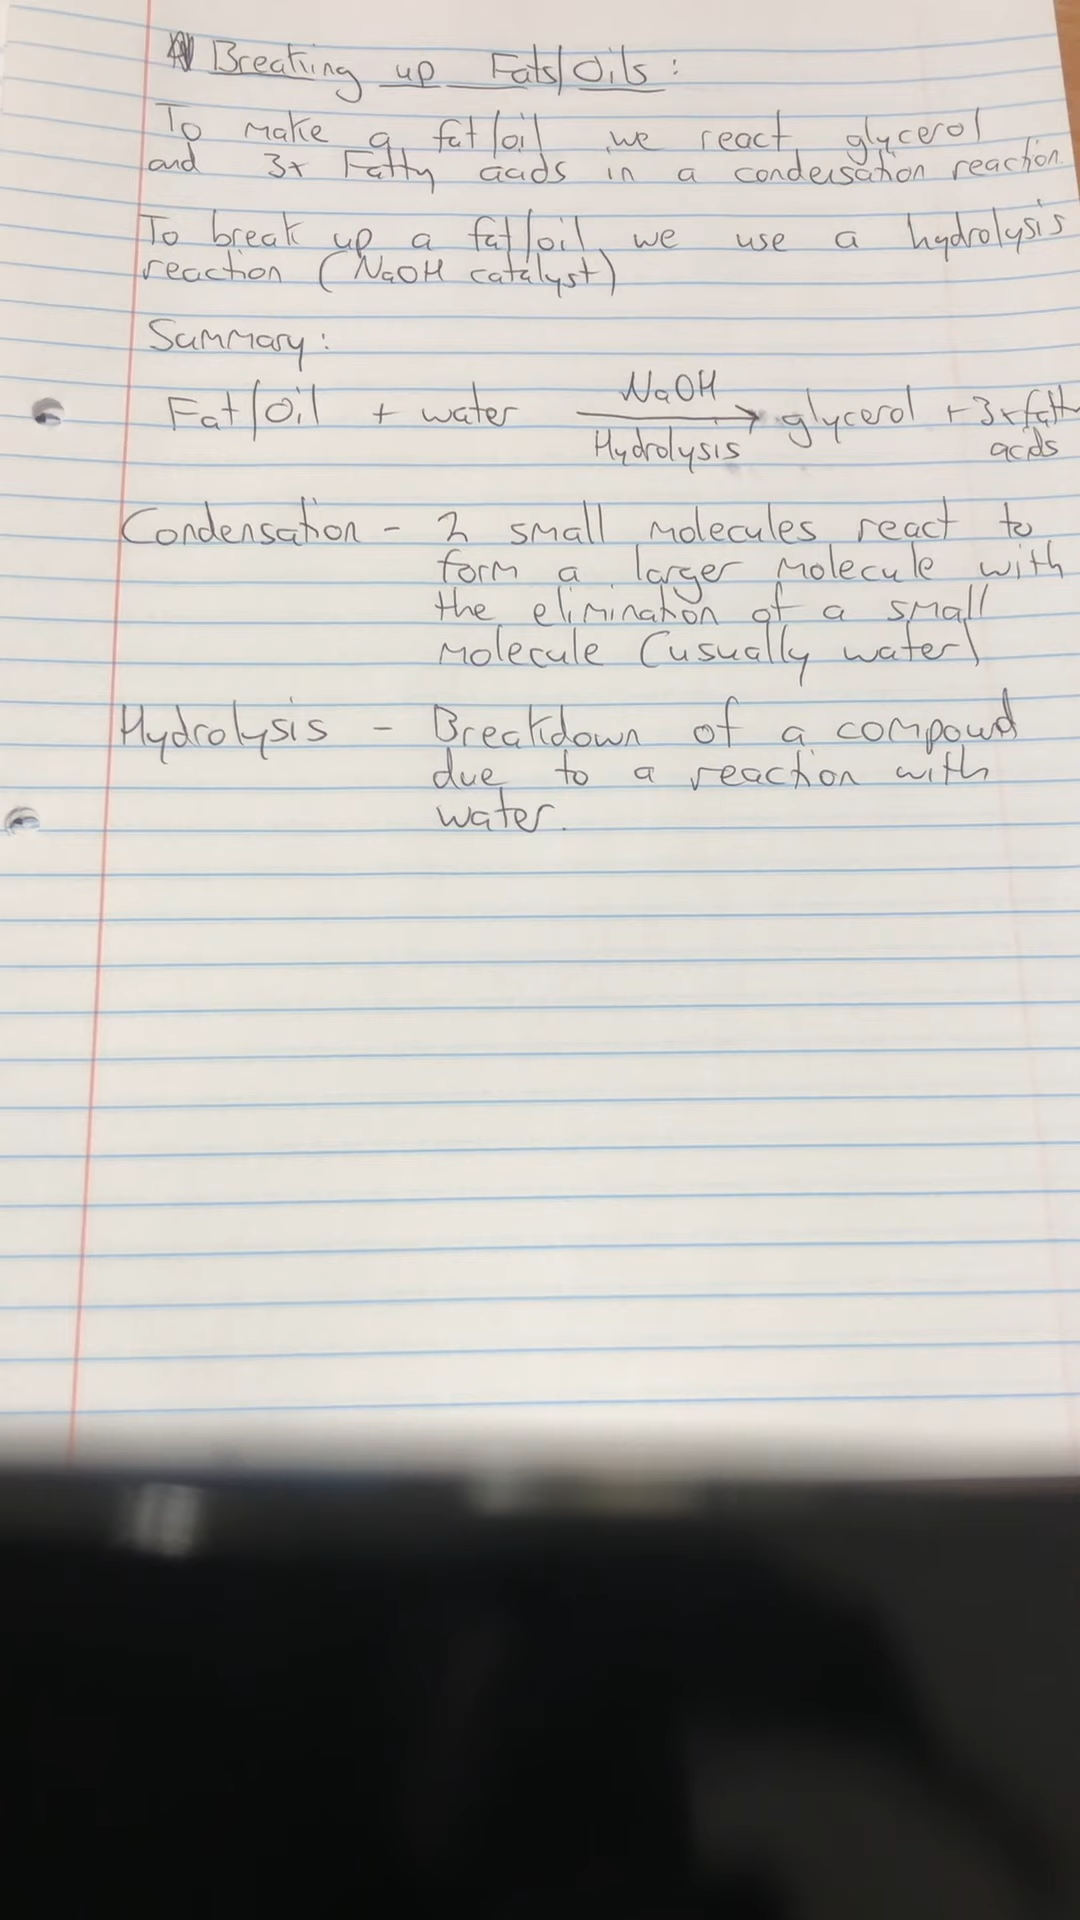 Breaking up Fats/Oils :
To make a fat/oil we react glycerol
and 3x Fatty acids in a condensation reaction
To break up a fat/oil, we use a hydrolysis
reaction (NaOH catalyst)
Summary :
NaOH
Fat/Oil + water → glycerol + 3x fatty
Hydrolysis acids
Condensation - 2 small molecules react to
form a larger molecule with
the elimination of a small
molecule (usually water)
Hydrolysis - Breakdown of a compound
due to a reaction with
water.